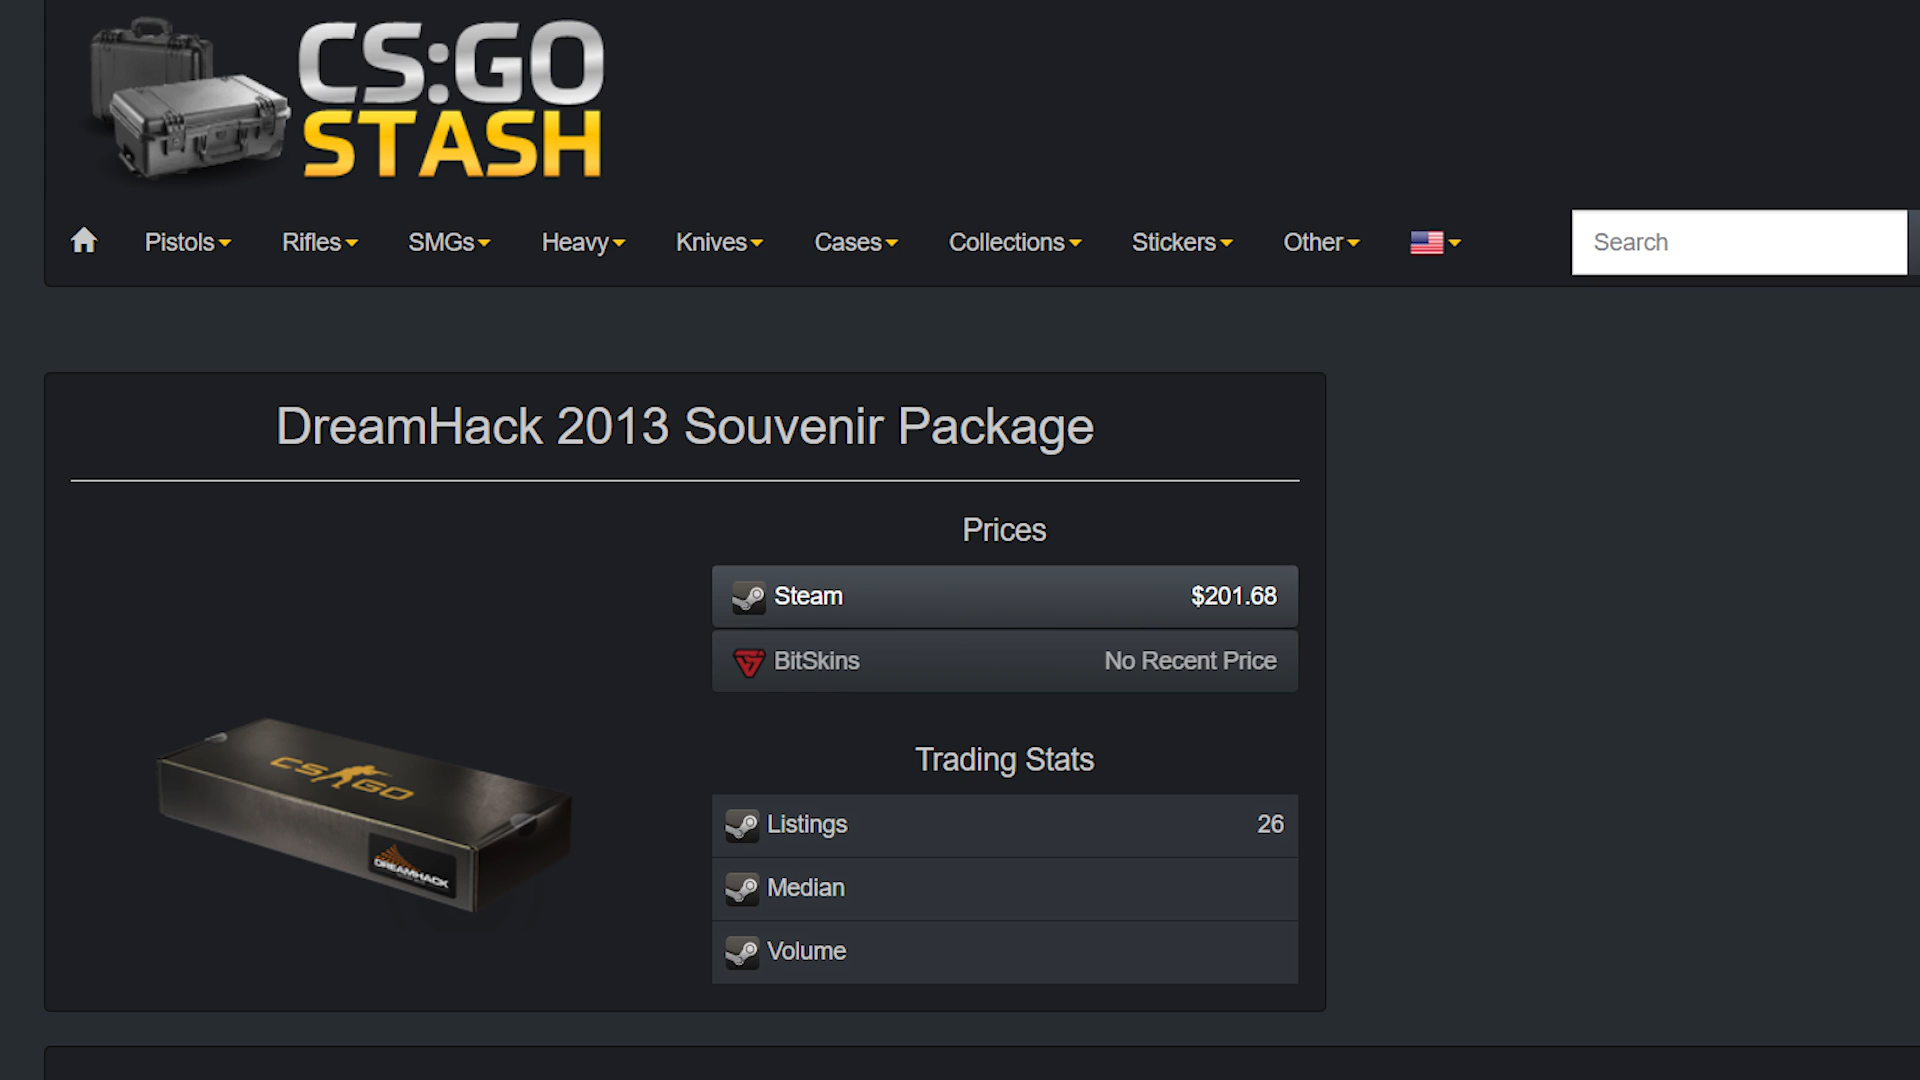 CS:GO
STASH
Pistols
Rifles
SMGs
Heavy
Knives
Cases
Collections
Stickers
Other
Search
DreamHack 2013 Souvenir Package
Prices
Steam $201.68
BitSkins No Recent Price
CS GO
DREAMHACK
Trading Stats
Listings 26
Median
Volume